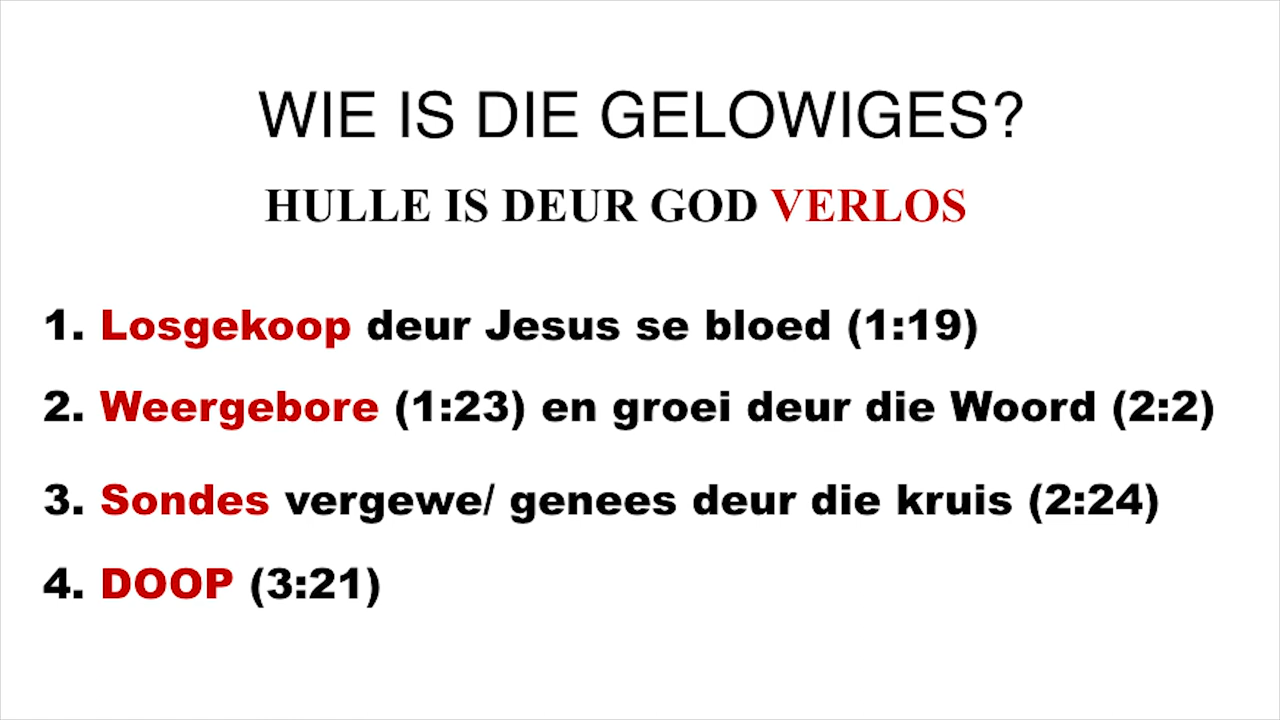 WIE IS DIE GELOWIGES?
HULLE IS DEUR GOD VERLOS
1. Losgekoop deur Jesus se bloed (1:19)
2. Weergebore (1:23) en groei deur die Woord (2:2)
3. Sondes vergewe/ genees deur die kruis (2:24)
4. DOOP (3:21)